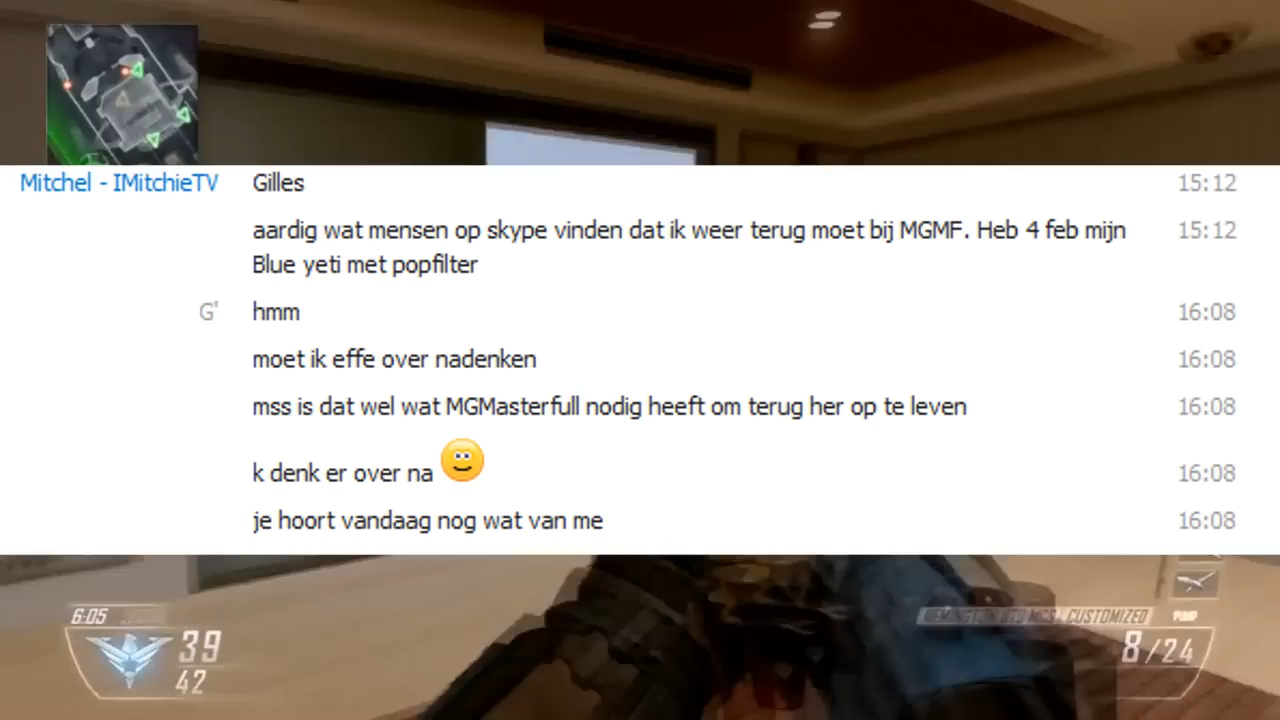 Mitchel - IMitchieTV Gilles 15:12
aardig wat mensen op skype vinden dat ik weer terug moet bij MGMF. Heb 4 feb mijn 15:12
Blue yeti met popfilter
G' hmm 16:08
moet ik effe over nadenken 16:08
mss is dat wel wat MGMasterfull nodig heeft om terug her op te leven 16:08
k denk er over na 16:08
je hoort vandaag nog wat van me 16:08
6:05
39
42
REMINGTON 870 MCS CUSTOMIZED PUMP
8/24